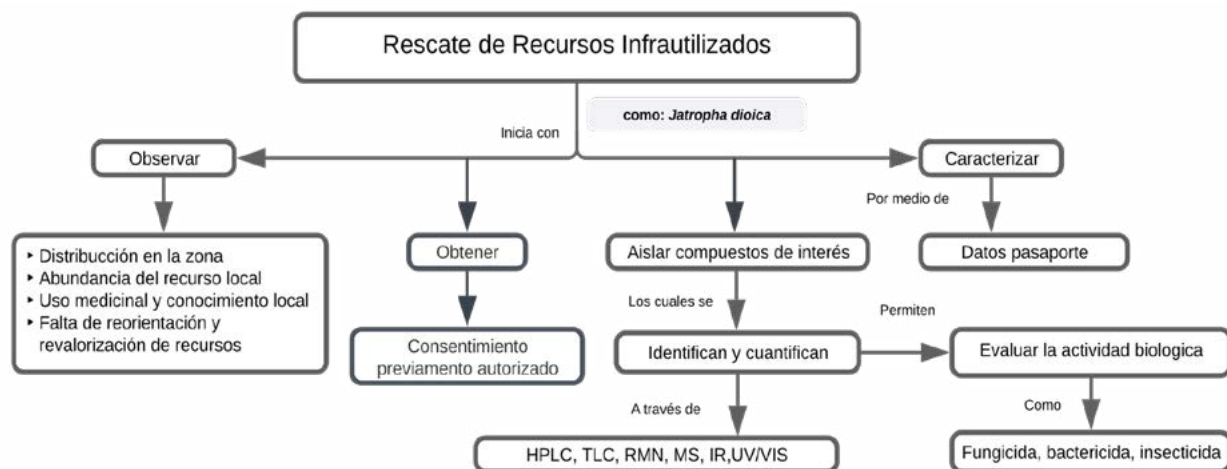 Rescate de Recursos Infrautilizados
como: Jatropha dioica
Inicia con
Observar
Caracterizar
Por medio de
Obtener
Aislar compuestos de interés
Datos pasaporte
‣ Distribucción en la zona
‣ Abundancia del recurso local
‣ Uso medicinal y conocimiento local
‣ Falta de reorientación y
revalorización de recursos
Los cuales se
Permiten
Consentimiento
previamento autorizado
Identifican y cuantifican
Evaluar la actividad biologica
A través de
Como
HPLC, TLC, RMN, MS, IR,UV/VIS
Fungicida, bactericida, insecticida